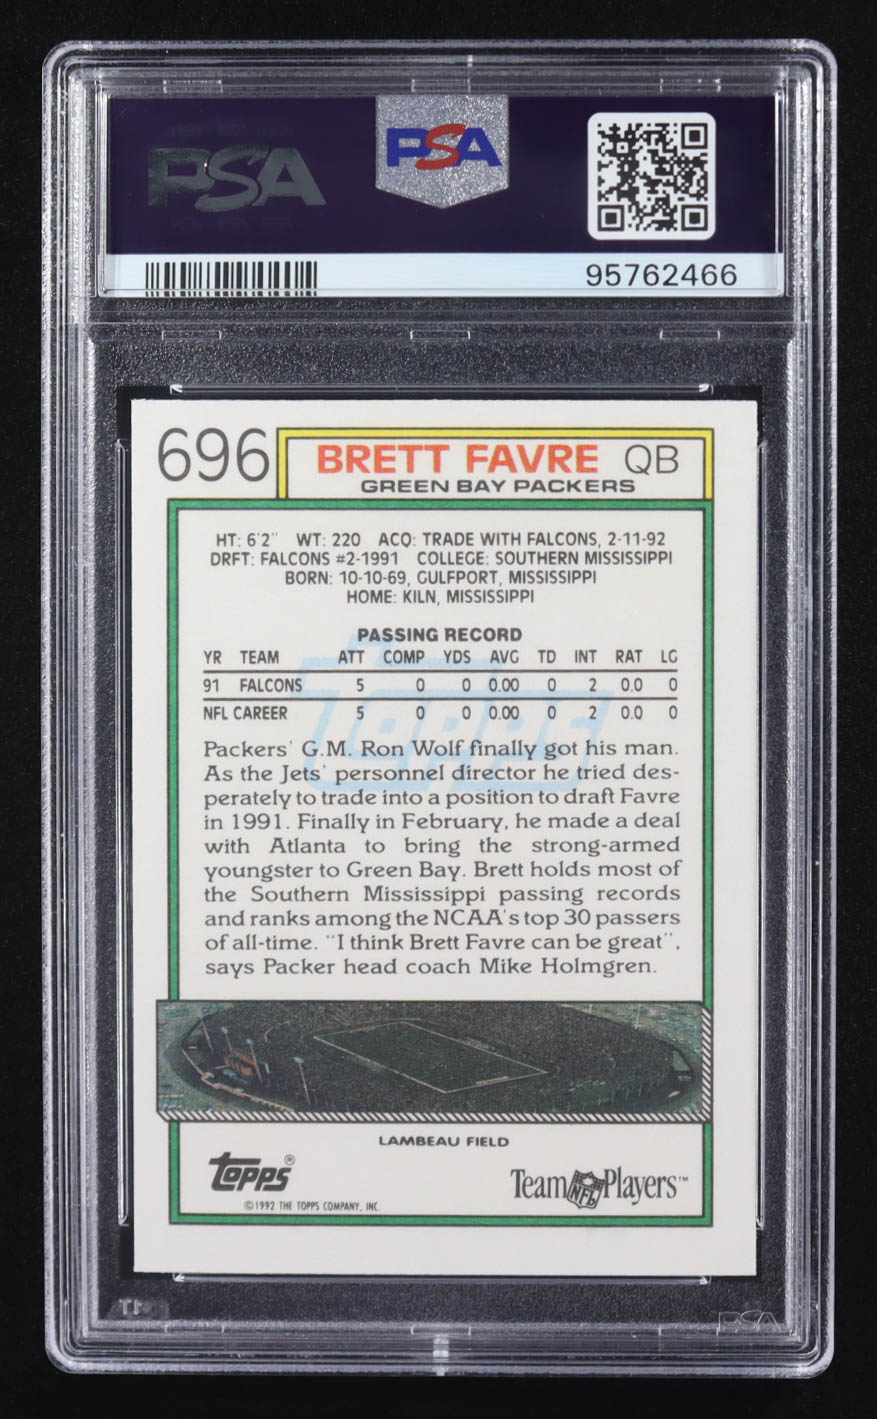 PSA
PSA
95762466
696
BRETT FAVRE QB
GREEN BAY PACKERS
HT: 6'2" WT: 220 ACQ: TRADE WITH FALCONS, 2-11-92
DRFT: FALCONS #2-1991 COLLEGE: SOUTHERN MISSISSIPPI
BORN: 10-10-69, GULFPORT, MISSISSIPPI
HOME: KILN, MISSISSIPPI
PASSING RECORD
YR TEAM ATT COMP YDS AVG TD INT RAT LG
91 FALCONS 5 0 0 0.00 0 2 0.0 0
NFL CAREER 5 0 0 0.00 0 2 0.0 0
topps
Packers' G.M. Ron Wolf finally got his man.
As the Jets' personnel director he tried des-
perately to trade into a position to draft Favre
in 1991. Finally in February, he made a deal
with Atlanta to bring the strong-armed
youngster to Green Bay. Brett holds most of
the Southern Mississippi passing records
and ranks among the NCAA's top 30 passers
of all-time. "I think Brett Favre can be great",
says Packer head coach Mike Holmgren.
LAMBEAU FIELD
topps®
©1992 THE TOPPS COMPANY, INC.
Team NFL Players™
PSA